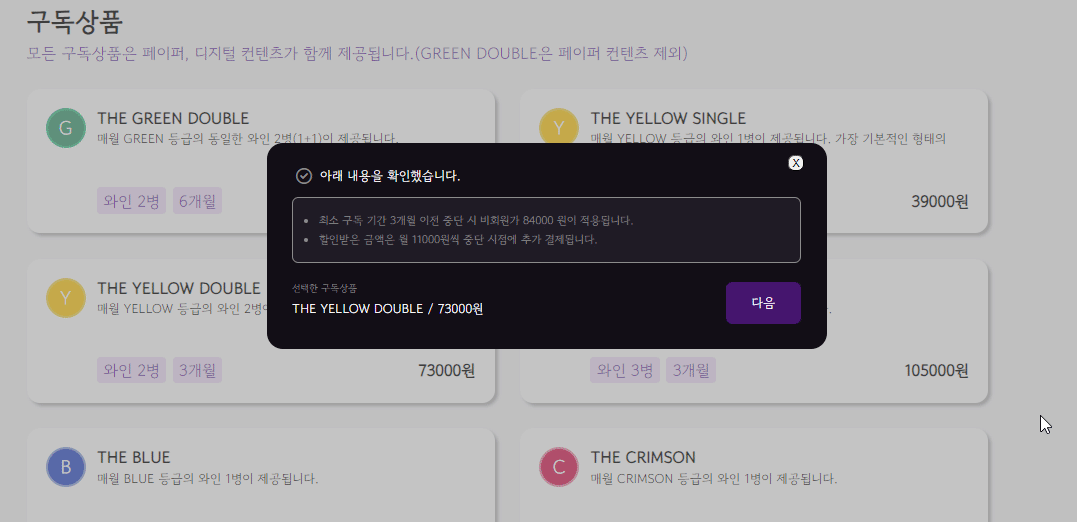 구독상품
모든 구독상품은 페이퍼, 디지털 컨텐츠가 함께 제공됩니다.(GREEN DOUBLE은 페이퍼 컨텐츠 제외)
G
THE GREEN DOUBLE
매월 GREEN 등급의 동일한 와인 2병(1+1)이 제공됩니다.
와인 2병 6개월
Y
THE YELLOW SINGLE
매월 YELLOW 등급의 와인 1병이 제공됩니다. 가장 기본적인 형태의
39000원
X
아래 내용을 확인했습니다.
최소 구독 기간 3개월 이전 중단 시 비회원가 84000 원이 적용됩니다.
할인받은 금액은 월 11000원씩 중단 시점에 추가 결제됩니다.
선택한 구독상품
THE YELLOW DOUBLE / 73000원
다음
Y
THE YELLOW DOUBLE
매월 YELLOW 등급의 와인 2병
와인 2병 3개월
73000원
와인 3병 3개월
105000원
B
THE BLUE
매월 BLUE 등급의 와인 1병이 제공됩니다.
C
THE CRIMSON
매월 CRIMSON 등급의 와인 1병이 제공됩니다.